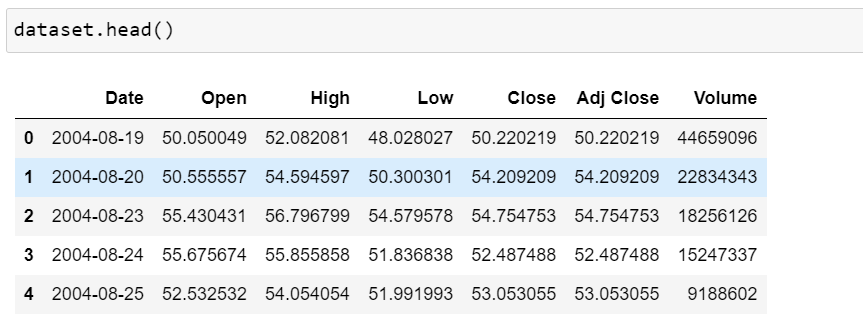 dataset.head()
Date Open High Low Close Adj Close Volume
0 2004-08-19 50.050049 52.082081 48.028027 50.220219 50.220219 44659096
1 2004-08-20 50.555557 54.594597 50.300301 54.209209 54.209209 22834343
2 2004-08-23 55.430431 56.796799 54.579578 54.754753 54.754753 18256126
3 2004-08-24 55.675674 55.855858 51.836838 52.487488 52.487488 15247337
4 2004-08-25 52.532532 54.054054 51.991993 53.053055 53.053055 9188602